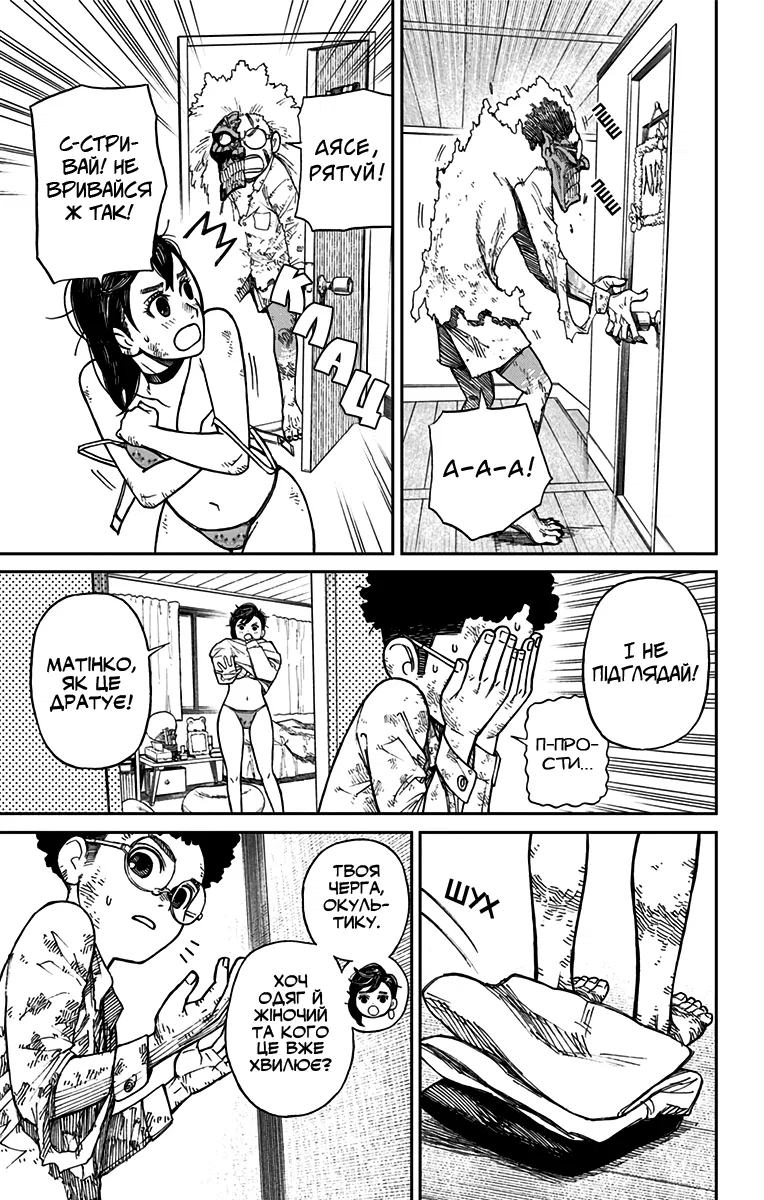 ПШШ
ПШШ
А-А-А!
АЯСЕ,
РЯТУЙ!
С-СТРИ-
ВАЙ! НЕ
ВРИВАЙСЯ
Ж ТАК!
КЛАЦ
І НЕ
ПІДГЛЯДАЙ!
П-ПРО-
СТИ...
МАТІНКО,
ЯК ЦЕ
ДРАТУЄ!
ШУХ
ТВОЯ
ЧЕРГА,
ОКУЛЬ-
ТИКУ.
ХОЧ
ОДЯГ Й
ЖІНОЧИЙ
ТА КОГО
ЦЕ ВЖЕ
ХВИЛЮЄ?